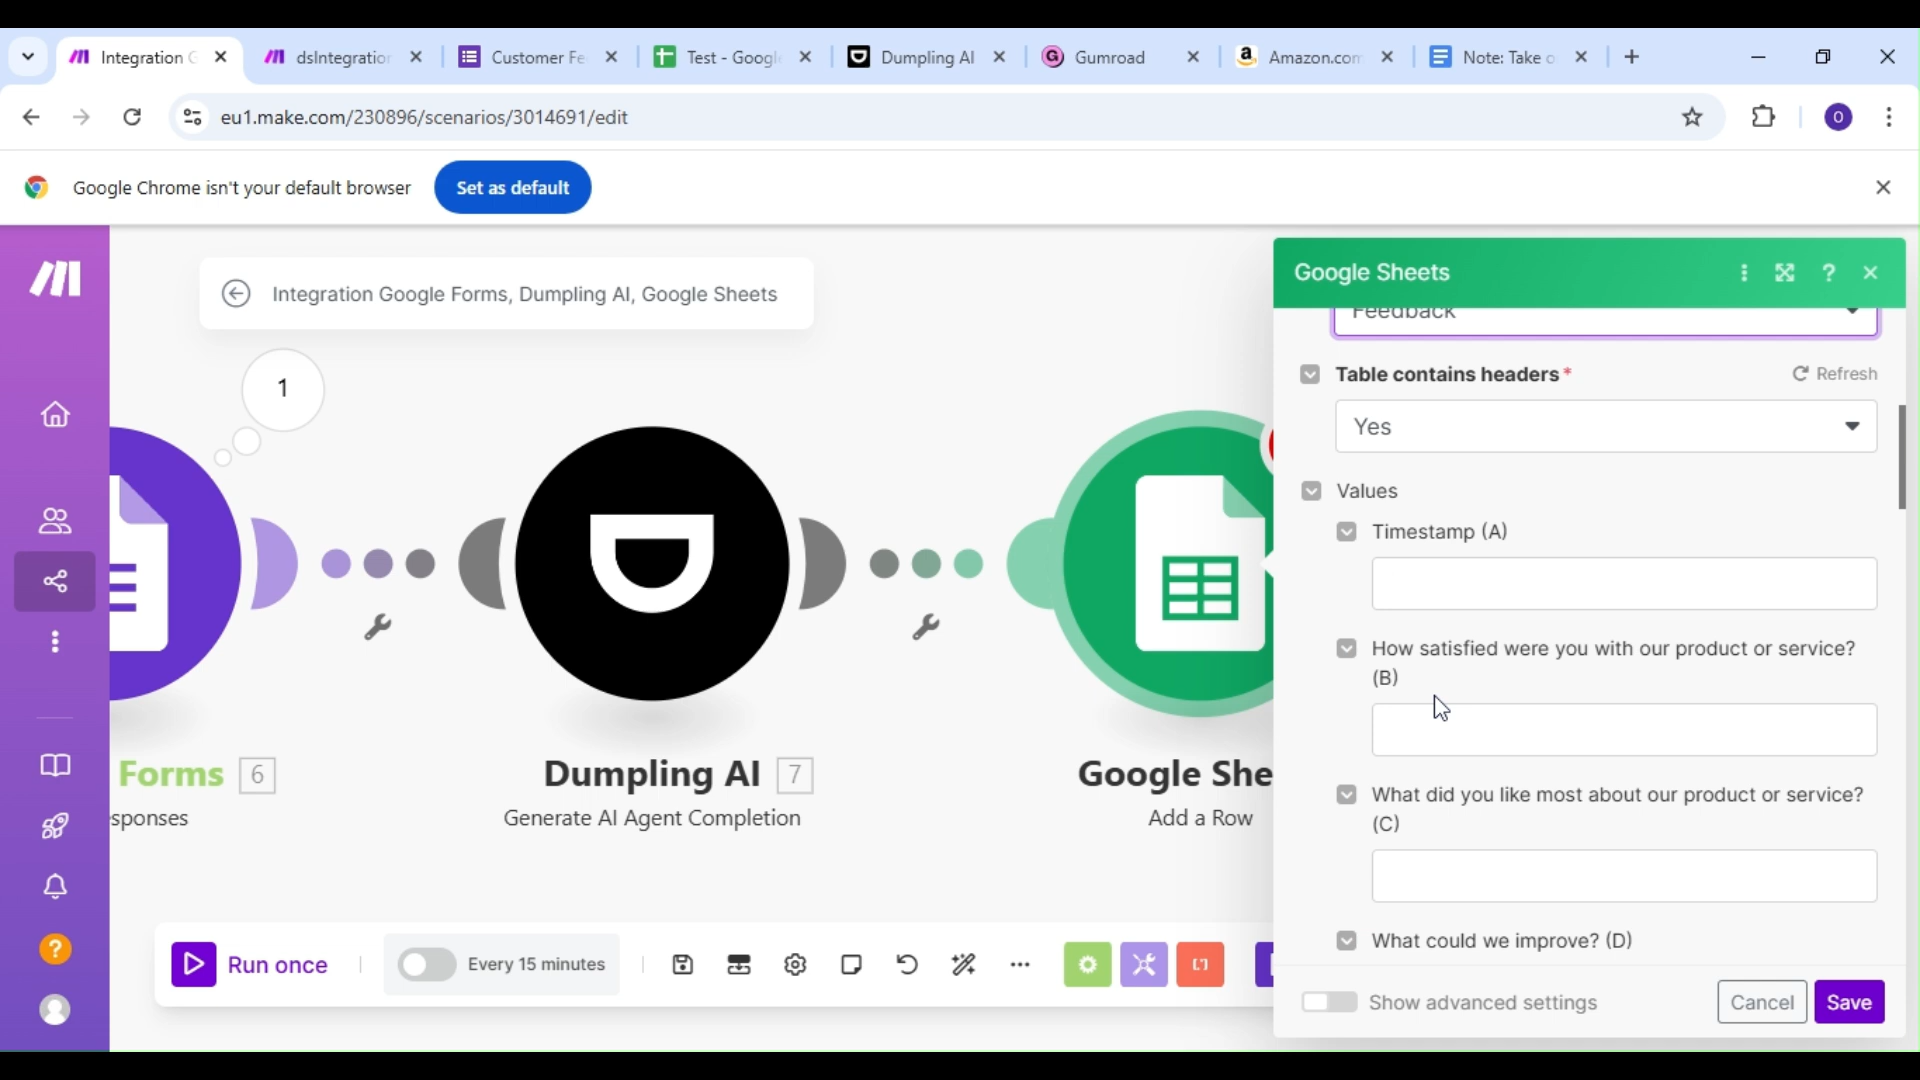 Integration G
dsIntegration
Customer Fe
Test - Googl
Dumpling AI
Gumroad
Amazon.com
Note: Take o
eu1.make.com/230896/scenarios/3014691/edit
O
Google Chrome isn't your default browser
Set as default
Integration Google Forms, Dumpling AI, Google Sheets
1
Forms 6
sponses
Dumpling AI 7
Generate AI Agent Completion
Google She
Add a Row
Run once
Every 15 minutes
Google Sheets
Feedback
Table contains headers*
Refresh
Yes
Values
Timestamp (A)
How satisfied were you with our product or service?
(B)
What did you like most about our product or service?
(C)
What could we improve? (D)
Show advanced settings
Cancel
Save